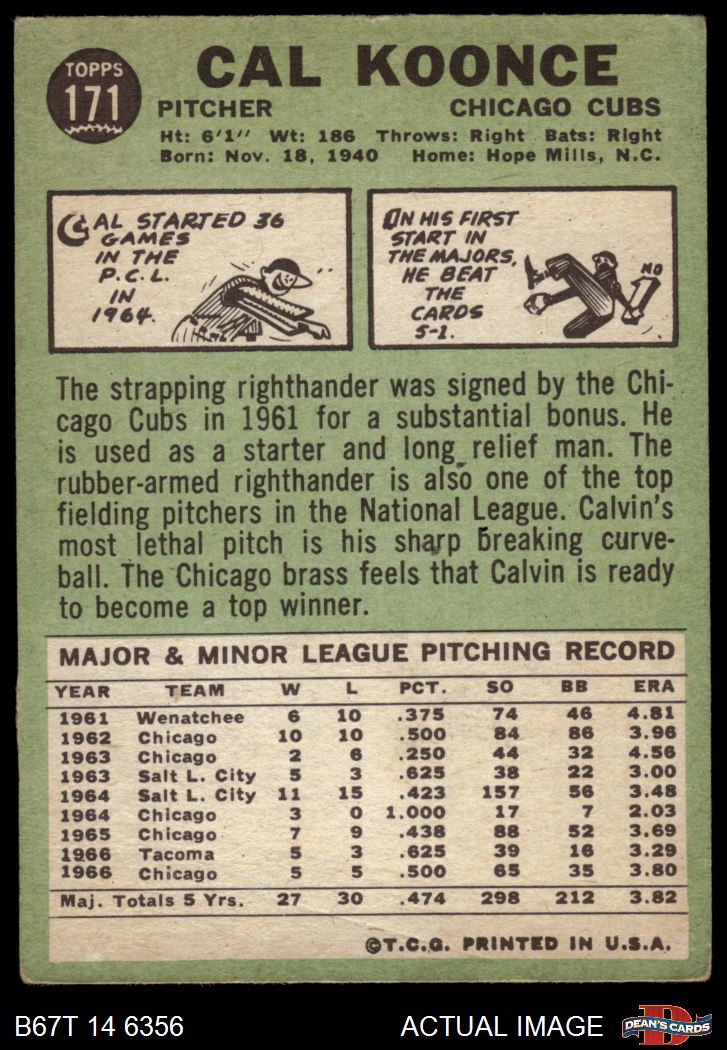 TOPPS
171
CAL KOONCE
PITCHER CHICAGO CUBS
Ht: 6'1" Wt: 186 Throws: Right Bats: Right
Born: Nov. 18, 1940 Home: Hope Mills, N.C.
CAL STARTED 36
GAMES
IN THE
P.C.L.
IN
1964.
ON HIS FIRST
START IN
THE MAJORS,
HE BEAT
THE
CARDS
5-1.
NO
The strapping righthander was signed by the Chi-
cago Cubs in 1961 for a substantial bonus. He
is used as a starter and long relief man. The
rubber-armed righthander is also one of the top
fielding pitchers in the National League. Calvin's
most lethal pitch is his sharp breaking curve-
ball. The Chicago brass feels that Calvin is ready
to become a top winner.
MAJOR & MINOR LEAGUE PITCHING RECORD
YEAR TEAM W L PCT. SO BB ERA
1961 Wenatchee 6 10 .375 74 46 4.81
1962 Chicago 10 10 .500 84 86 3.96
1963 Chicago 2 6 .250 44 32 4.56
1963 Salt L. City 5 3 .625 38 22 3.00
1964 Salt L. City 11 15 .423 157 56 3.48
1964 Chicago 3 0 1.000 17 7 2.03
1965 Chicago 7 9 .438 88 52 3.69
1966 Tacoma 5 3 .625 39 16 3.29
1966 Chicago 5 5 .500 65 35 3.80
Maj. Totals 5 Yrs. 27 30 .474 298 212 3.82
©T.C.G. PRINTED IN U.S.A.
B67T 14 6356 ACTUAL IMAGE
D
DEAN'S CARDS